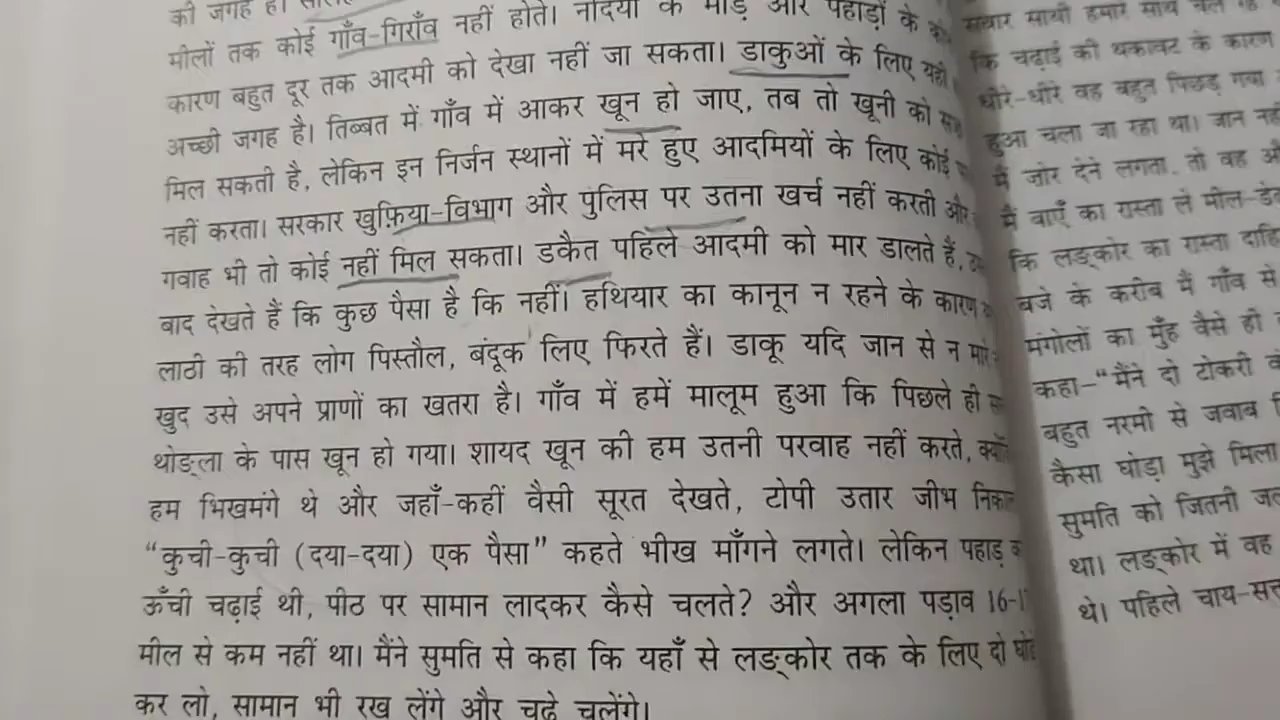 की जगह है।
मीलों तक कोई गाँव-गिराँव नहीं होते। नदियों के मोड़ और पहाड़ों के
कारण बहुत दूर तक आदमी को देखा नहीं जा सकता। डाकुओं के लिए यही
अच्छी जगह है। तिब्बत में गाँव में आकर खून हो जाए, तब तो खूनी को
मिल सकती है, लेकिन इन निर्जन स्थानों में मरे हुए आदमियों के लिए कोई
नहीं करता। सरकार खुफ़िया-विभाग और पुलिस पर उतना खर्च नहीं करती और
गवाह भी तो कोई नहीं मिल सकता। डकैत पहिले आदमी को मार डालते हैं,
बाद देखते हैं कि कुछ पैसा है कि नहीं। हथियार का कानून न रहने के कारण
लाठी की तरह लोग पिस्तौल, बंदूक लिए फिरते हैं। डाकू यदि जान से न मारे
खुद उसे अपने प्राणों का खतरा है। गाँव में हमें मालूम हुआ कि पिछले ही
थोङ्ला के पास खून हो गया। शायद खून की हम उतनी परवाह नहीं करते, क्योंकि
हम भिखमंगे थे और जहाँ-कहीं वैसी सूरत देखते, टोपी उतार जीभ
“कुची-कुची (दया-दया) एक पैसा” कहते भीख माँगने लगते। लेकिन पहाड़
ऊँची चढ़ाई थी, पीठ पर सामान लादकर कैसे चलते? और अगला पड़ाव 16-1
मील से कम नहीं था। मैंने सुमति से कहा कि यहाँ से लङ्कोर तक के लिए दो
कर लो, सामान भी रख लेंगे और चढ़े चलेंगे।
सवार साथी हमारे साथ चल रहे
कि चढ़ाई की थकावट के कारण
धीरे-धीरे वह बहुत पिछड़ गया
हुआ चला जा रहा था। जान नहीं
में जोर देने लगता, तो वह
मैं बाएँ का रास्ता ले मील-डेढ़
कि लङ्कोर का रास्ता
बजे के करीब मैं गाँव से
मंगोलों का मुँह वैसे ही
कहा-“मैंने दो टोकरी
बहुत नरमी से जवाब
कैसा घोड़ा मुझे मिला
सुमति को जितनी
था। लङ्कोर में वह
थे। पहिले चाय-सत्तू